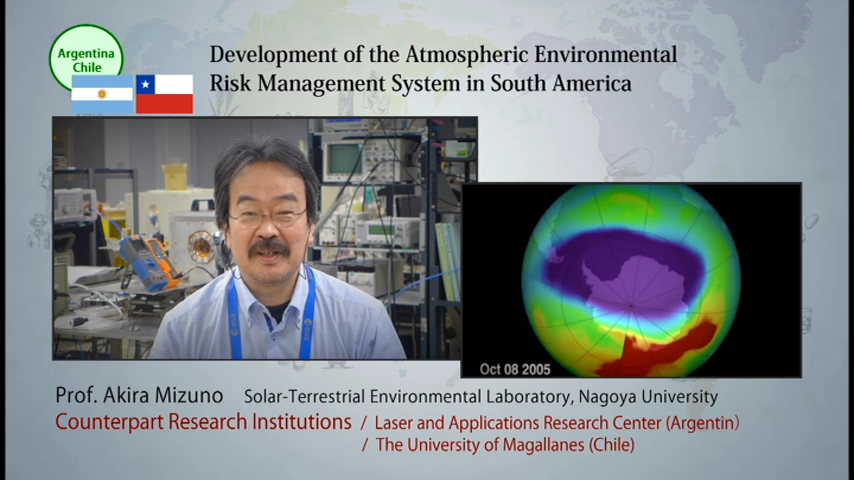 Argentina
Chile
Development of the Atmospheric Environmental
Risk Management System in South America
Oct 08 2005
Prof. Akira Mizuno Solar-Terrestrial Environmental Laboratory, Nagoya University
Counterpart Research Institutions / Laser and Applications Research Center (Argentin)
/ The University of Magallanes (Chile)